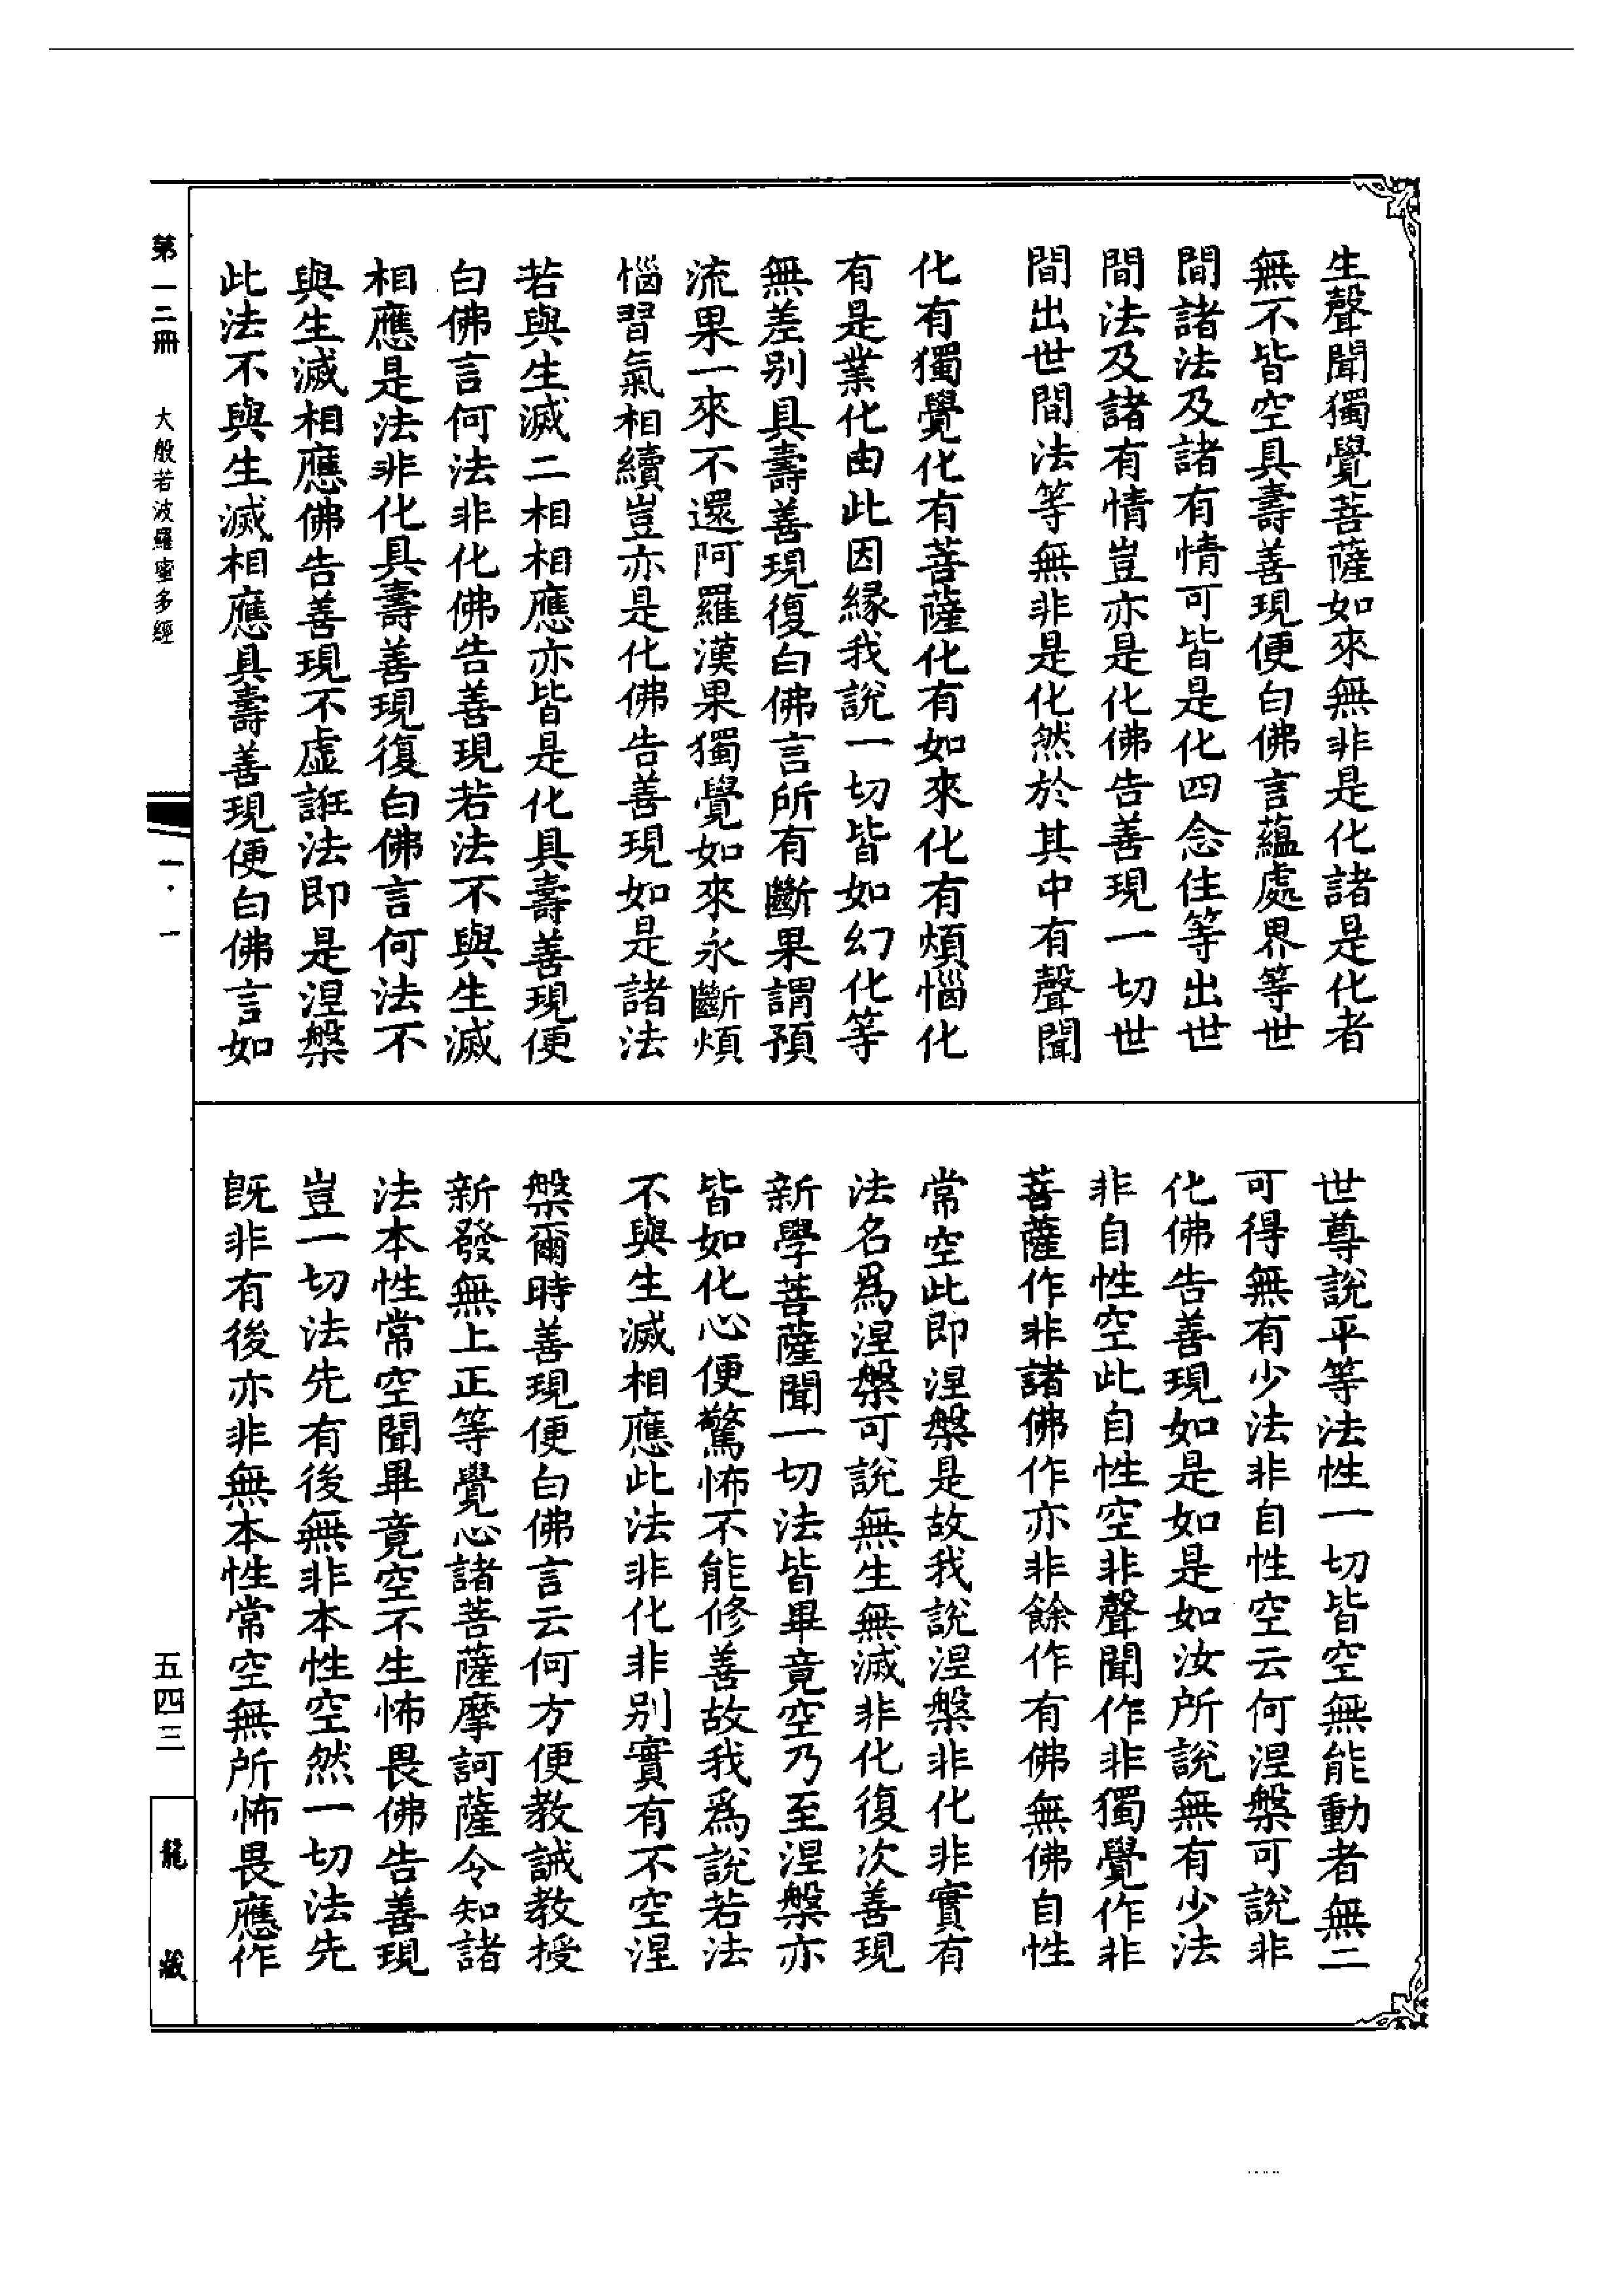 生聲聞獨覺菩薩如來無非是化諸是化者
無不皆空具壽善現便白佛言蘊處界等世
間諸法及諸有情可皆是化四念住等出世
間法及諸有情豈亦是化佛告善現一切世
間出世間法等無非是化然於其中有聲聞
化有獨覺化有菩薩化有如來化有煩惱化
有是業化由此因緣我說一切皆如幻化等
無差別具壽善現復白佛言所有斷果謂預
流果一來不還阿羅漢果獨覺如來永斷煩
惱習氣相續豈亦是化佛告善現如是諸法
若與生滅二相相應亦皆是化具壽善現便
白佛言何法非化佛告善現若法不與生滅
相應是法非化具壽善現復白佛言何法不
與生滅相應佛告善現不虛誑法即是涅槃
此法不與生滅相應具壽善現便白佛言如
世尊說平等法性一切皆空無能動者無二
可得無有少法非自性空云何涅槃可說非
化佛告善現如是如是如汝所說無有少法
非自性空此自性空非聲聞作非獨覺作非
菩薩作非諸佛作亦非餘作有佛無佛自性
常空此即涅槃是故我說涅槃非化非實有
法名爲涅槃可說無生無滅非化復次善現
新學菩薩聞一切法皆畢竟空乃至涅槃亦
皆如化心便驚怖不能修善故我爲說若法
不與生滅相應此法非化非別實有不空涅
槃爾時善現便白佛言云何方便教誡教授
新發無上正等覺心諸菩薩摩訶薩令知諸
法本性常空聞畢竟空不生怖畏佛告善現
豈一切法先有後無非本性空然一切法先
既非有後亦非無本性常空無所怖畏應作
第一二冊 大般若波羅蜜多經
一·一
五四三
龍藏